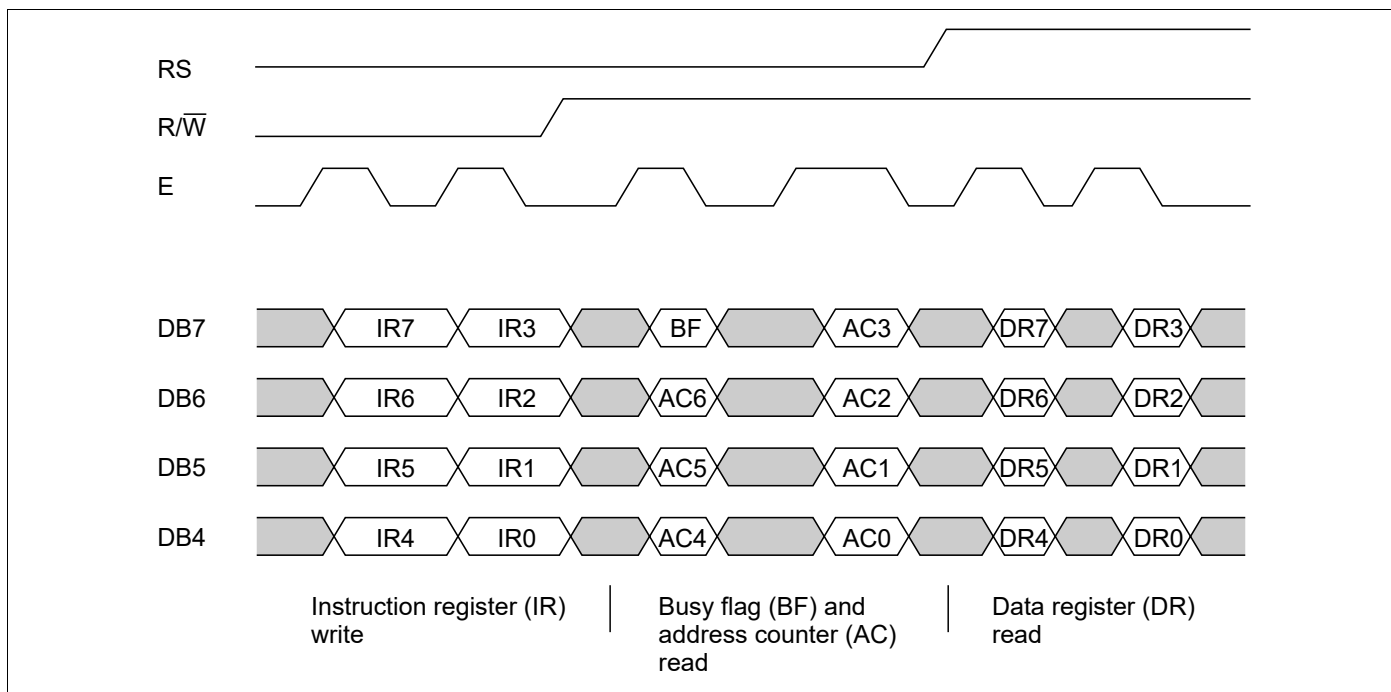 RS
R/W̅
E
DB7 IR7 IR3 BF AC3 DR7 DR3
DB6 IR6 IR2 AC6 AC2 DR6 DR2
DB5 IR5 IR1 AC5 AC1 DR5 DR1
DB4 IR4 IR0 AC4 AC0 DR4 DR0
Instruction register (IR)
write
Busy flag (BF) and
address counter (AC)
read
Data register (DR)
read